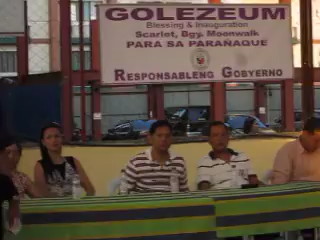 GOLEZEUM
Blessing & Inauguration
Scarlet, Bgy. Moonwalk
PARA SA PARAÑAQUE
RESPONSABLENG GOBYERNO